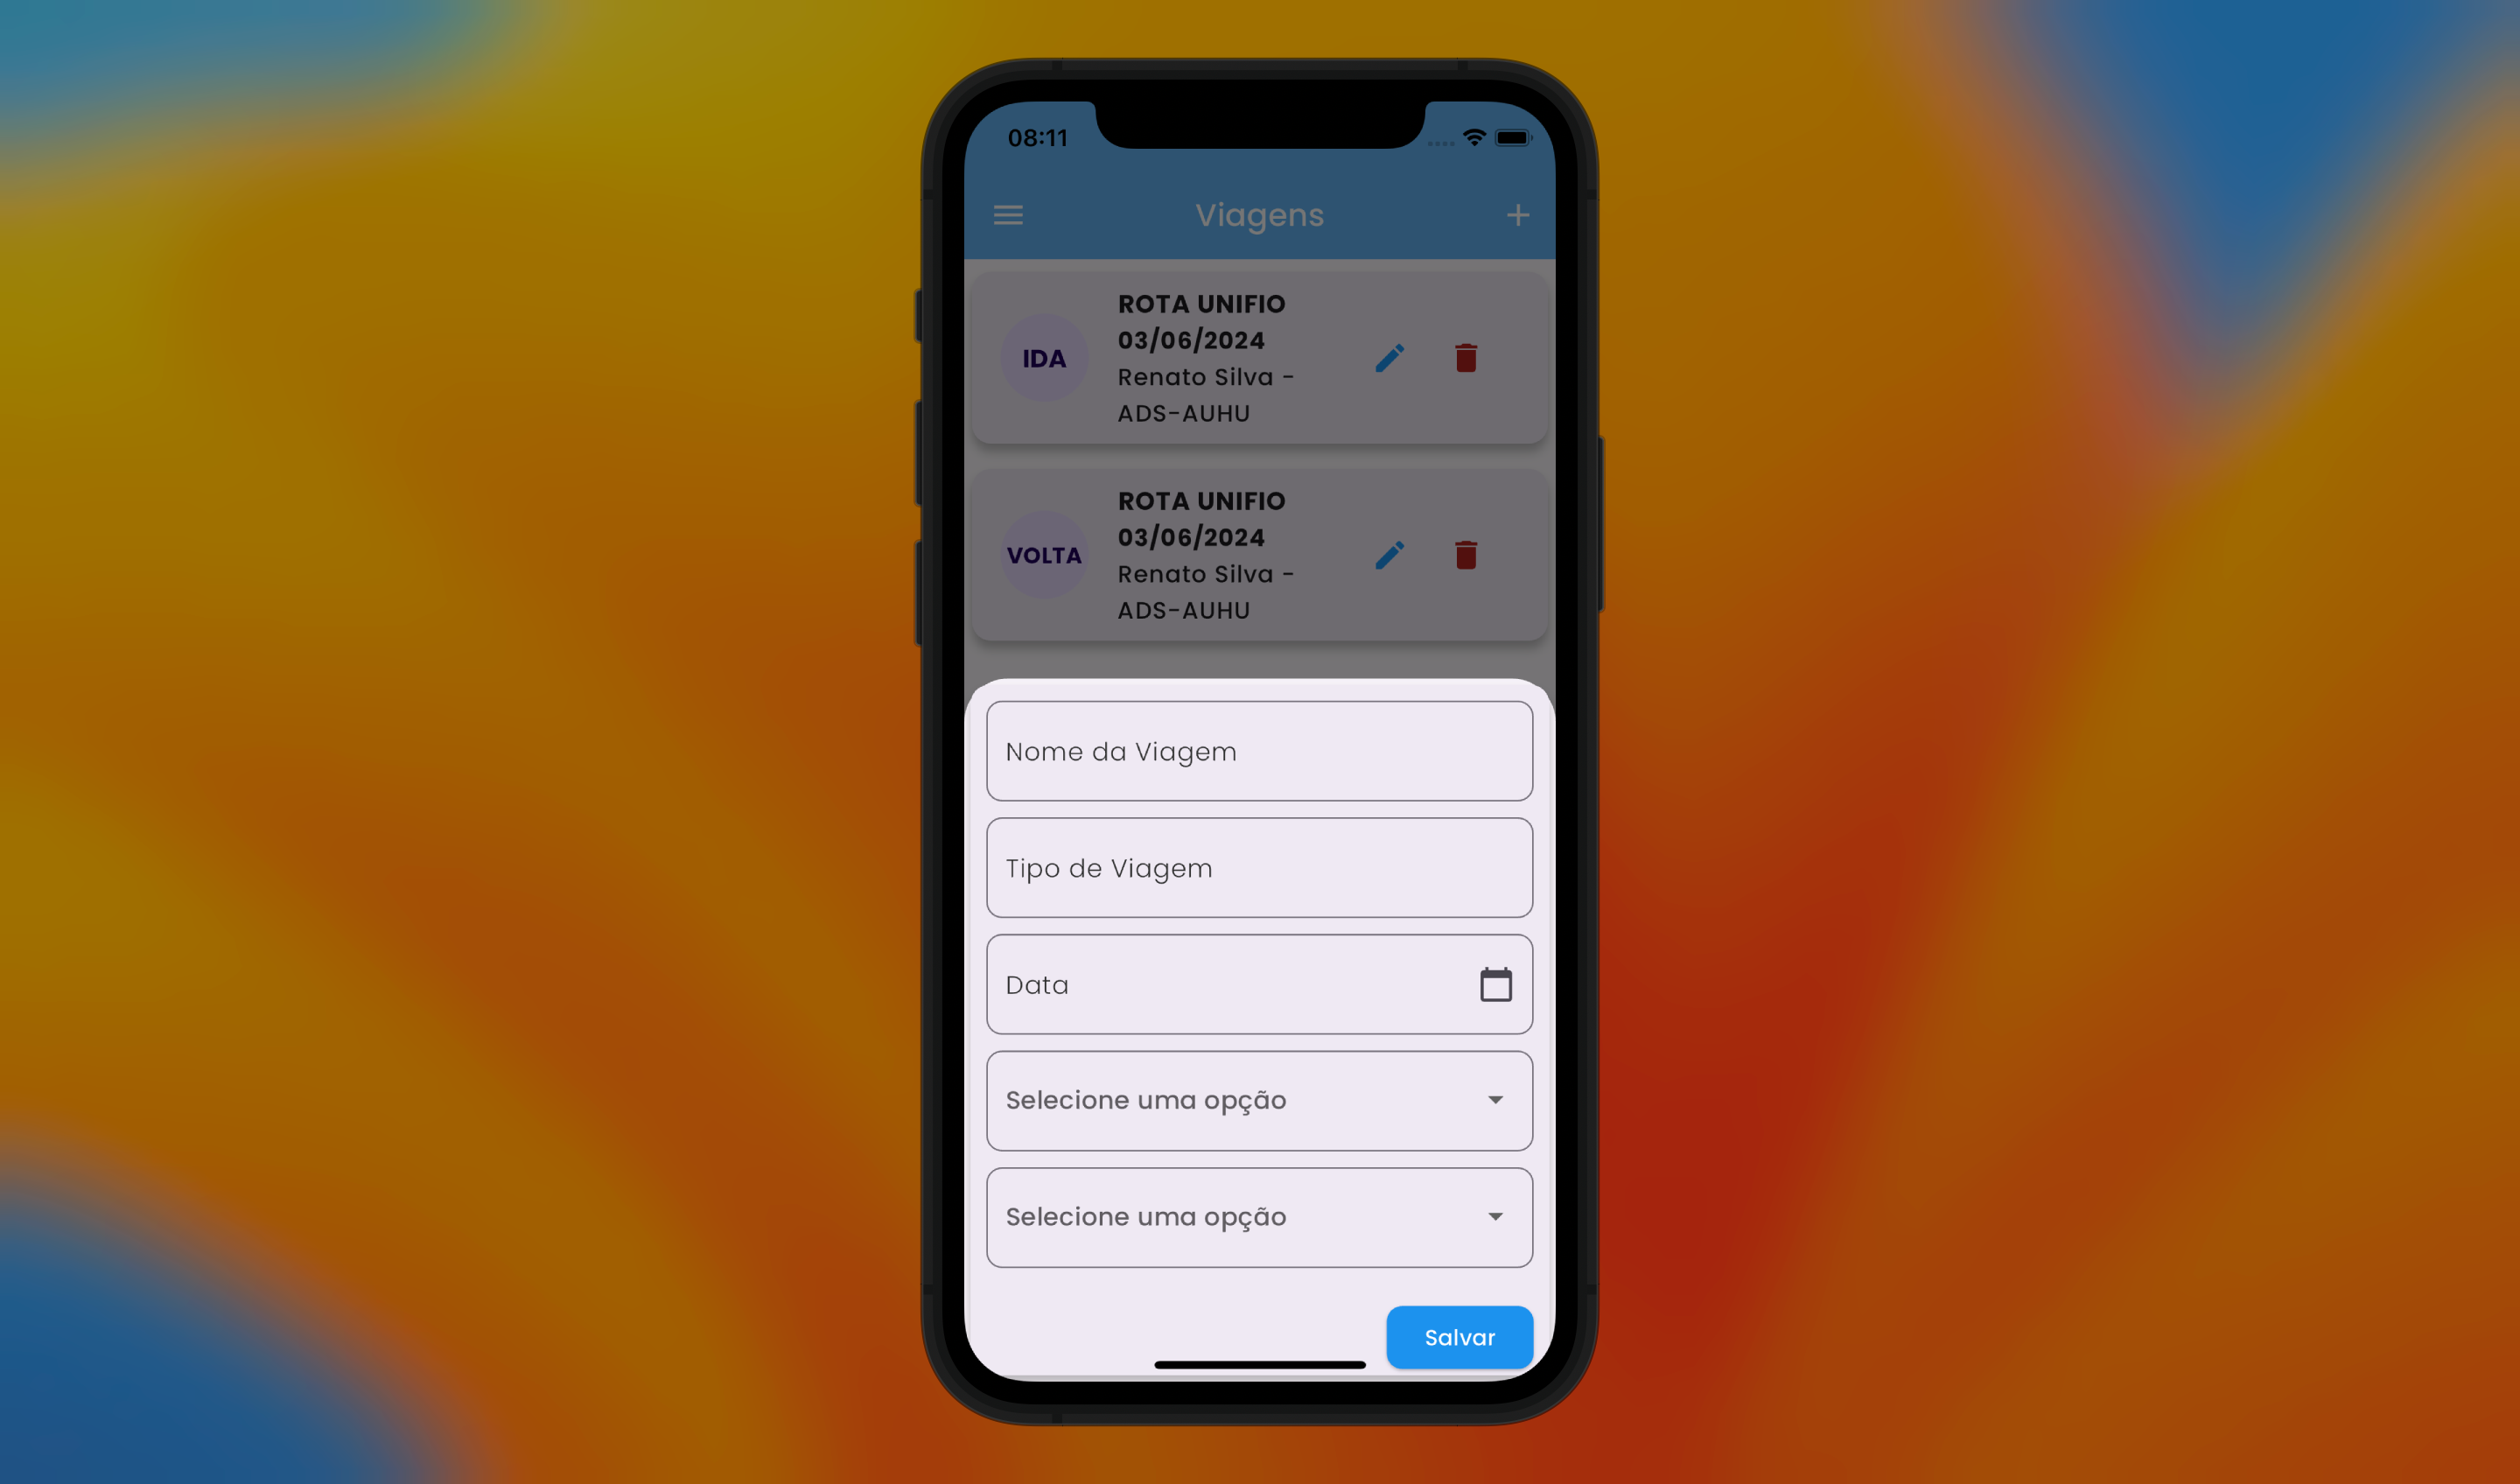 08:11
Viagens
ROTA UNIFIO
03/06/2024
IDA
Renato Silva -
ADS-AUHU
ROTA UNIFIO
03/06/2024
VOLTA
Renato Silva -
ADS-AUHU
Nome da Viagem
Tipo de Viagem
Data
Selecione uma opção
Selecione uma opção
Salvar